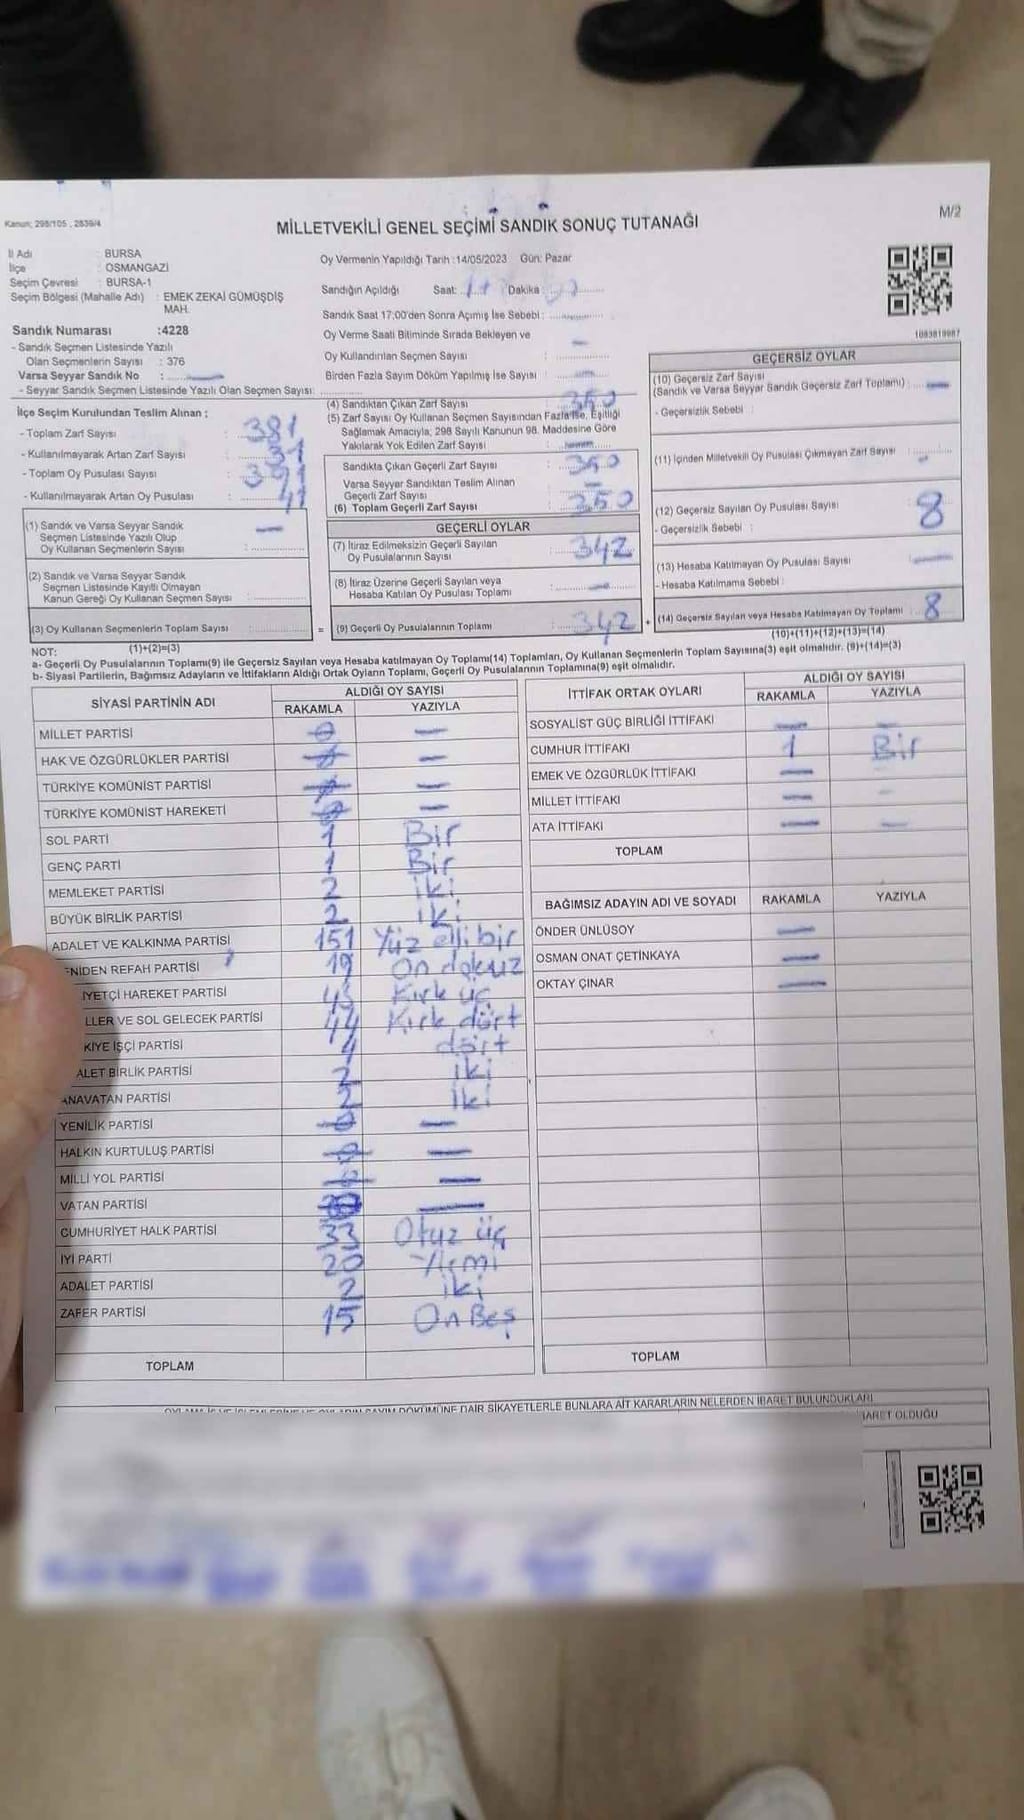 Kanun; 298/105 , 2839/4
M/2
MİLLETVEKİLİ GENEL SEÇİMİ SANDIK SONUÇ TUTANAĞI
İl Adı : BURSA
İlçe : OSMANGAZİ
Seçim Çevresi : BURSA-1
Seçim Bölgesi (Mahalle Adı) : EMEK ZEKAİ GÜMÜŞDİŞ
MAH.
Sandık Numarası :4228
- Sandık Seçmen Listesinde Yazılı
Olan Seçmenlerin Sayısı : 376
Varsa Seyyar Sandık No : —
- Seyyar Sandık Seçmen Listesinde Yazılı Olan Seçmen Sayısı:
Oy Vermenin Yapıldığı Tarih :14/05/2023 Gün: Pazar
Sandığın Açıldığı Saat: Dakika:
Sandık Saat 17:00'den Sonra Açımış İse Sebebi :
Oy Verme Saati Bitiminde Sırada Bekleyen ve —
Oy Kullandırılan Seçmen Sayısı :
Birden Fazla Sayım Döküm Yapılmış İse Sayısı : —
İlçe Seçim Kurulundan Teslim Alınan ;
- Toplam Zarf Sayısı : 381
- Kullanılmayarak Artan Zarf Sayısı : 31
- Toplam Oy Pusulası Sayısı : 391
- Kullanılmayarak Artan Oy Pusulası : 41
(1) Sandık ve Varsa Seyyar Sandık —
Seçmen Listesinde Yazılı Olup
Oy Kullanan Seçmenlerin Sayısı :
(2) Sandık ve Varsa Seyyar Sandık
Seçmen Listesinde Kayıtlı Olmayan
Kanun Gereği Oy Kullanan Seçmen Sayısı :
(3) Oy Kullanan Seçmenlerin Toplam Sayısı :
(1)+(2)=(3)
(4) Sandıktan Çıkan Zarf Sayısı : 350
(5) Zarf Sayısı Oy Kullanan Seçmen Sayısından Fazla İse, Eşitliği
Sağlamak Amacıyla; 298 Sayılı Kanunun 98. Maddesine Göre
Yakılarak Yok Edilen Zarf Sayısı : —
Sandıkta Çıkan Geçerli Zarf Sayısı : 350
Varsa Seyyar Sandıktan Teslim Alınan —
Geçerli Zarf Sayısı :
(6) Toplam Geçerli Zarf Sayısı : 350
GEÇERLİ OYLAR
(7) İtiraz Edilmeksizin Geçerli Sayılan
Oy Pusulalarının Sayısı : 342
(8) İtiraz Üzerine Geçerli Sayılan veya
Hesaba Katılan Oy Pusulası Toplamı : —
= (9) Geçerli Oy Pusulalarının Toplamı : 342 +
1083819987
GEÇERSİZ OYLAR
(10) Geçersiz Zarf Sayısı
(Sandık ve Varsa Seyyar Sandık Geçersiz Zarf Toplamı) : —
- Geçersizlik Sebebi :
(11) İçinden Milletvekili Oy Pusulası Çıkmayan Zarf Sayısı : —
(12) Geçersiz Sayılan Oy Pusulası Sayısı : 8
- Geçersizlik Sebebi :
(13) Hesaba Katılmayan Oy Pusulası Sayısı : —
- Hesaba Katılmama Sebebi :
(14) Geçersiz Sayılan veya Hesaba Katılmayan Oy Toplamı : 8
(10)+(11)+(12)+(13)=(14)
NOT:
a- Geçerli Oy Pusulalarının Toplamı(9) ile Geçersiz Sayılan veya Hesaba katılmayan Oy Toplamı(14) Toplamları, Oy Kullanan Seçmenlerin Toplam Sayısına(3) eşit olmalıdır. (9)+(14)=(3)
b- Siyasi Partilerin, Bağımsız Adayların ve İttifakların Aldığı Ortak Oyların Toplamı, Geçerli Oy Pusulalarının Toplamına(9) eşit olmalıdır.
SİYASİ PARTİNİN ADI ALDIĞI OY SAYISI
RAKAMLA YAZIYLA
MİLLET PARTİSİ 0 —
HAK VE ÖZGÜRLÜKLER PARTİSİ 0 —
TÜRKİYE KOMÜNİST PARTİSİ 0 —
TÜRKİYE KOMÜNİST HAREKETİ 0 —
SOL PARTİ 1 Bir
GENÇ PARTİ 1 Bir
MEMLEKET PARTİSİ 2 iki
BÜYÜK BİRLİK PARTİSİ 2 iki
ADALET VE KALKINMA PARTİSİ 151 Yüz elli bir
ENİDEN REFAH PARTİSİ 19 On dokuz
İYETÇİ HAREKET PARTİSİ 43 Kırk üç
LLER VE SOL GELECEK PARTİSİ 44 Kırk dört
KİYE İŞÇİ PARTİSİ 4 dört
ALET BİRLİK PARTİSİ 2 iki
ANAVATAN PARTİSİ 2 iki
YENİLİK PARTİSİ 0 —
HALKIN KURTULUŞ PARTİSİ 0 —
MİLLİ YOL PARTİSİ 0 —
VATAN PARTİSİ —
CUMHURİYET HALK PARTİSİ 33 Otuz üç
İYİ PARTİ 20 Yirmi
ADALET PARTİSİ 2 iki
ZAFER PARTİSİ 15 On Beş
TOPLAM
İTTİFAK ORTAK OYLARI ALDIĞI OY SAYISI
RAKAMLA YAZIYLA
SOSYALİST GÜÇ BİRLİĞİ İTTİFAKI — —
CUMHUR İTTİFAKI 1 Bir
EMEK VE ÖZGÜRLÜK İTTİFAKI — —
MİLLET İTTİFAKI — —
ATA İTTİFAKI — —
TOPLAM
BAĞIMSIZ ADAYIN ADI VE SOYADI RAKAMLA YAZIYLA
ÖNDER ÜNLÜSOY —
OSMAN ONAT ÇETİNKAYA —
OKTAY ÇINAR —
TOPLAM
DÖKÜMÜNE DAİR ŞİKAYETLERLE BUNLARA AİT KARARLARIN NELERDEN İBARET BULUNDUKLARI
İBARET OLDUĞU